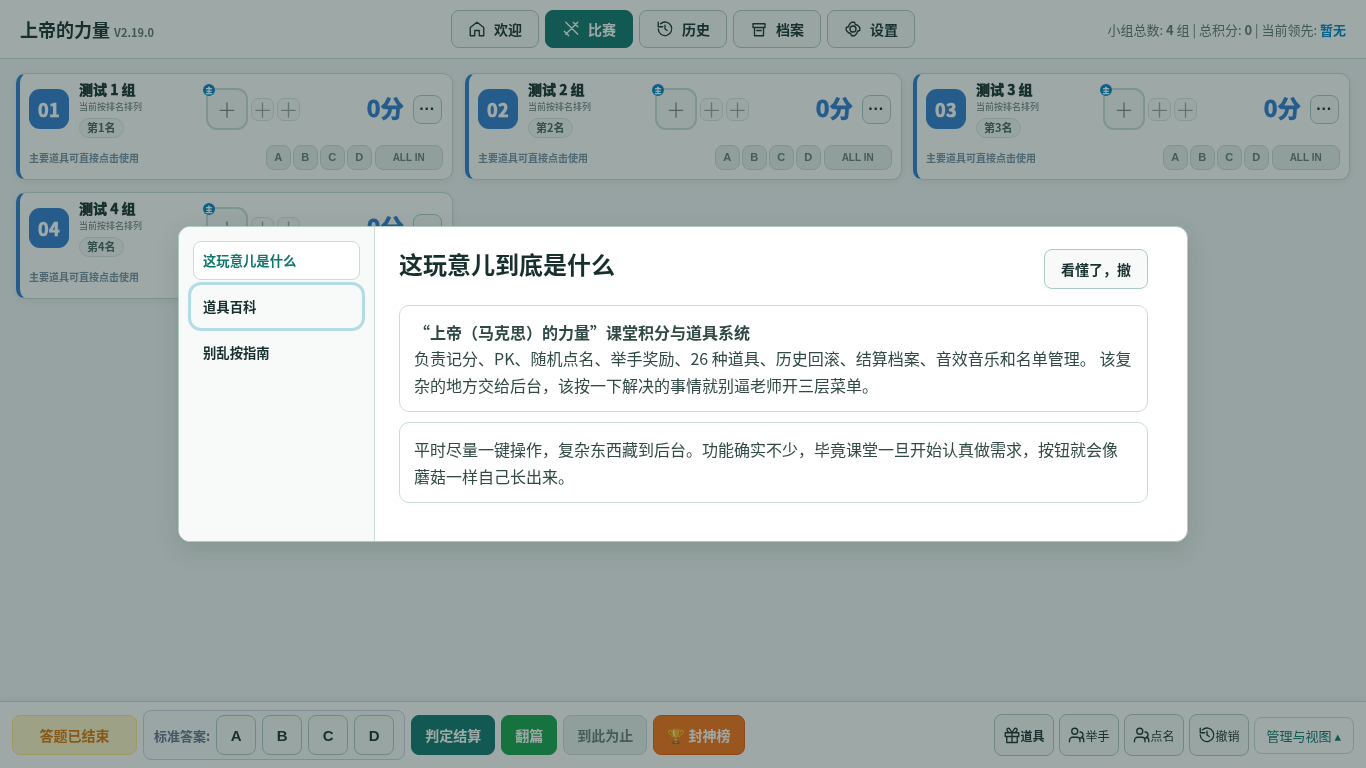 上帝的力量 V2.19.0
欢迎
比赛
历史
档案
设置
小组总数: 4 组 | 总积分: 0 | 当前领先: 暂无
01
测试 1 组
当前按排名排列
第1名
主
0分
···
主要道具可直接点击使用
A B C D ALL IN
02
测试 2 组
当前按排名排列
第2名
主
0分
···
主要道具可直接点击使用
A B C D ALL IN
03
测试 3 组
当前按排名排列
第3名
主
0分
···
主要道具可直接点击使用
A B C D ALL IN
04
测试 4 组
当前按排名排列
第4名
主
0分
主要道具可直接点击使用
这玩意儿是什么
道具百科
别乱按指南
这玩意儿到底是什么
看懂了，撤
“上帝（马克思）的力量”课堂积分与道具系统
负责记分、PK、随机点名、举手奖励、26 种道具、历史回滚、结算档案、音效音乐和名单管理。 该复
杂的地方交给后台，该按一下解决的事情就别逼老师开三层菜单。
平时尽量一键操作，复杂东西藏到后台。功能确实不少，毕竟课堂一旦开始认真做需求，按钮就会像
蘑菇一样自己长出来。
答题已结束
标准答案: A B C D
判定结算
翻篇
到此为止
🏆 封神榜
道具
举手
点名
撤销
管理与视图 ▴